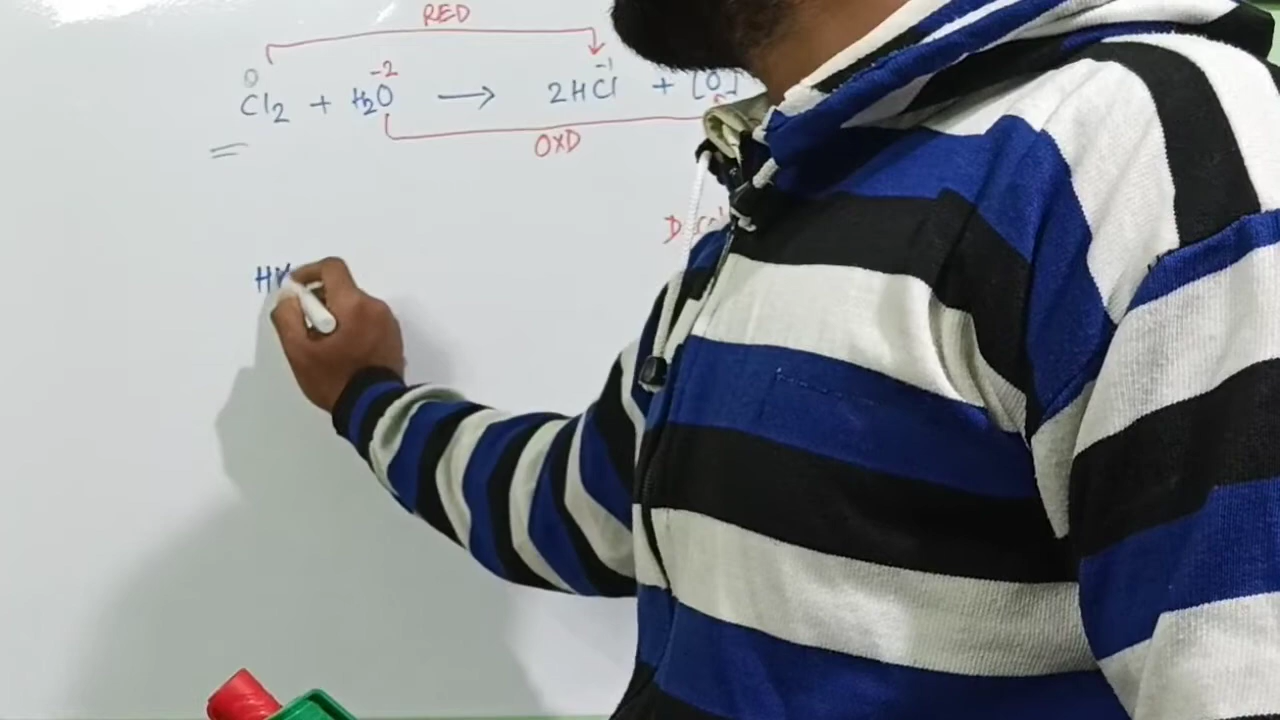 RED
0 -2 -1
Cl2 + H2O → 2HCl + [O]
OXD